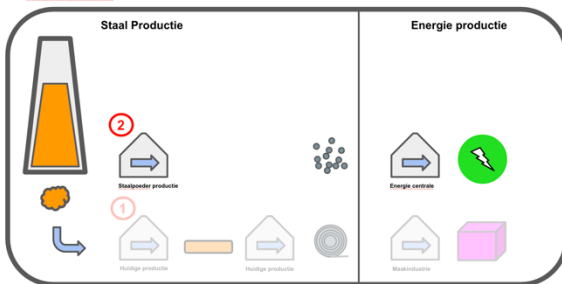 Staal Productie
Energie productie
2
Staalpoeder productie
Energie centrale
1
Huidige productie
Huidige productie
Maakindustrie